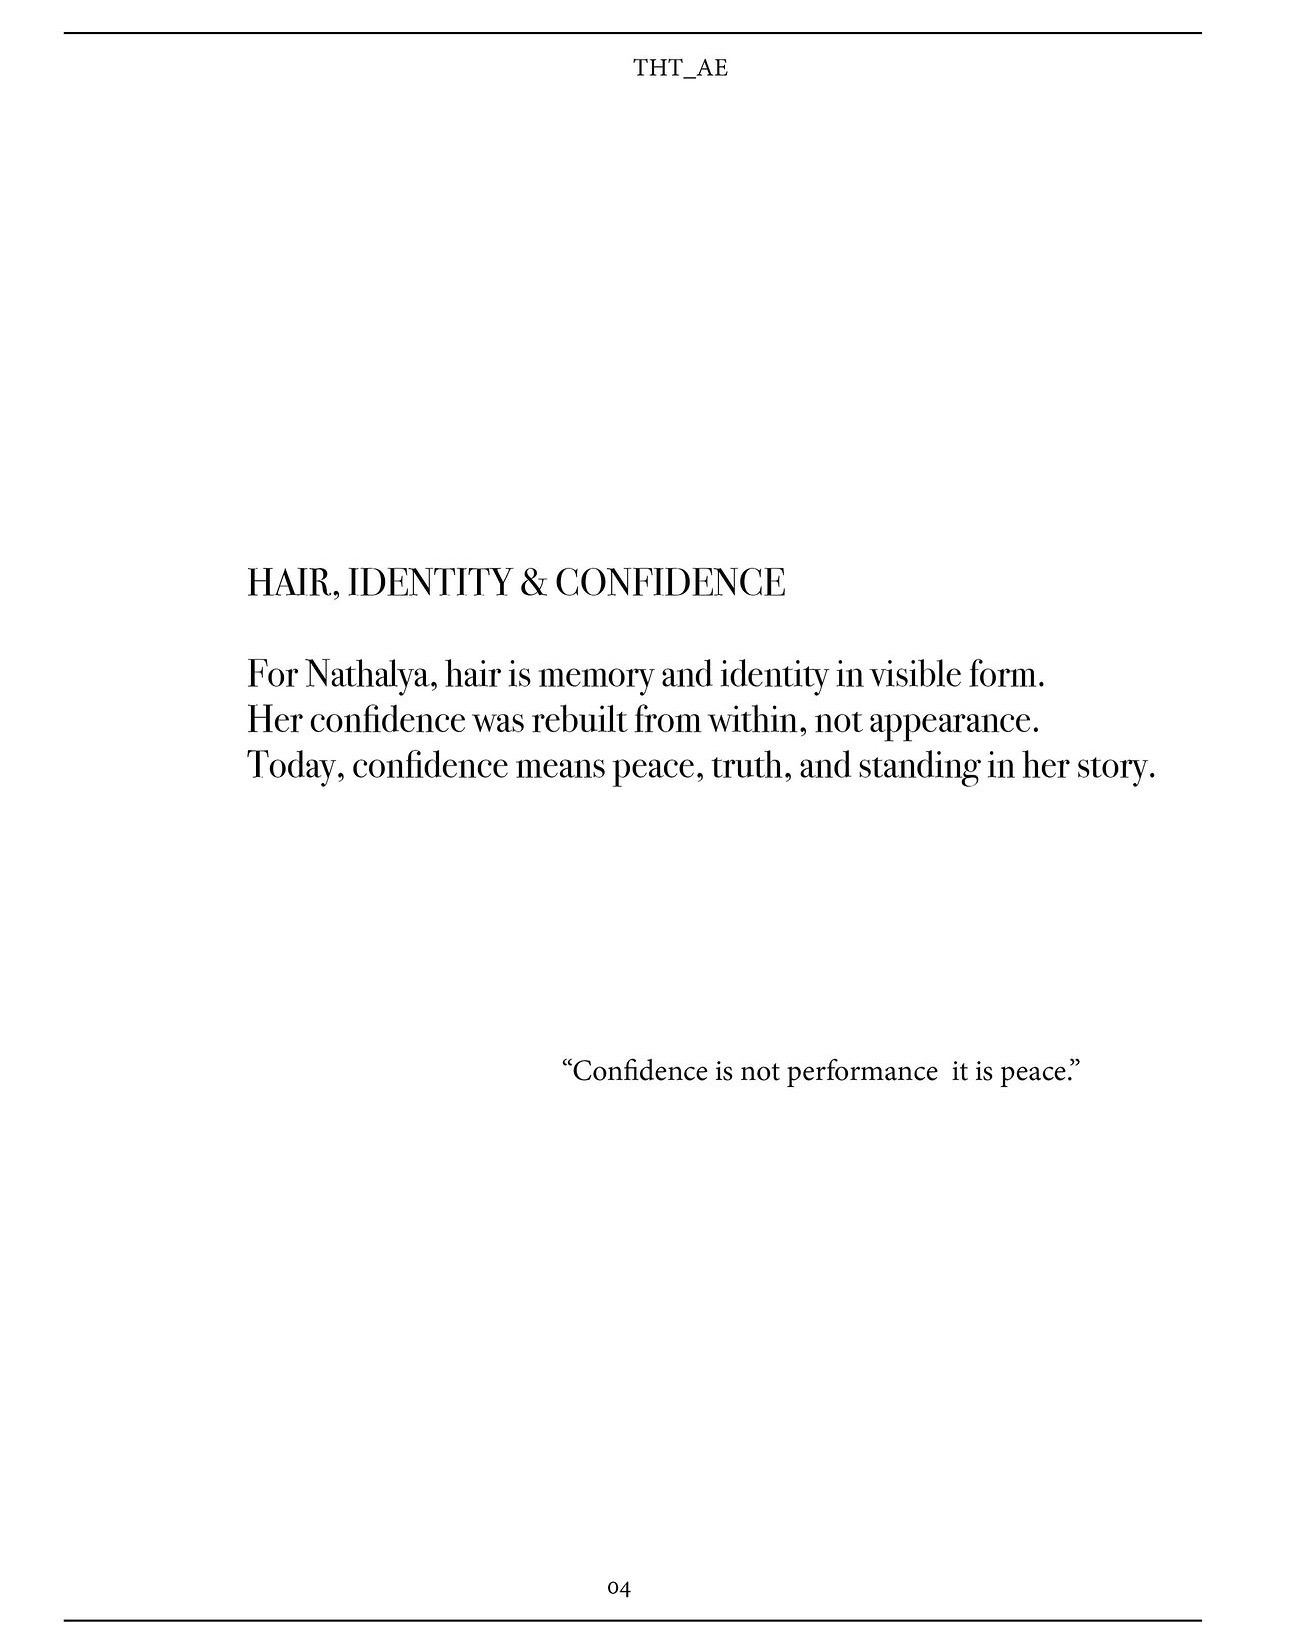 THT_AE
HAIR, IDENTITY & CONFIDENCE
For Nathalya, hair is memory and identity in visible form.
Her confidence was rebuilt from within, not appearance.
Today, confidence means peace, truth, and standing in her story.
“Confidence is not performance  it is peace.”
04